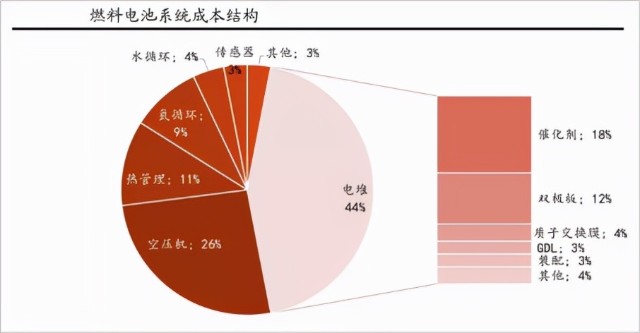 燃料电池系统成本结构
水循环：4%
传感器
3%
其他：3%
氢循环：
9%
热管理：11%
空压机：26%
电堆
44%
催化剂：18%
双极板：12%
质子交换膜：4%
GDL：3%
装配：3%
其他：4%